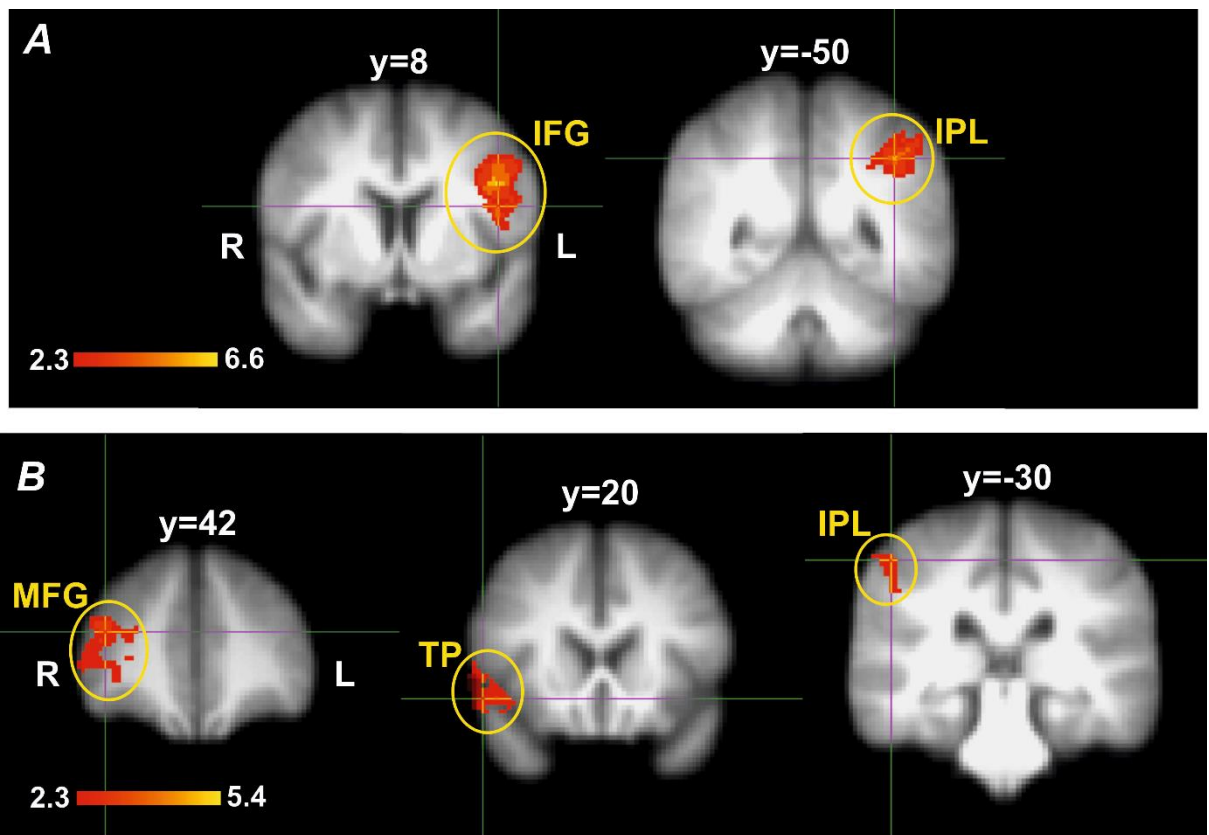 A
y=8
y=-50
IFG
IPL
R
L
2.3
6.6
B
y=42
y=20
y=-30
MFG
TP
IPL
R
L
2.3
5.4